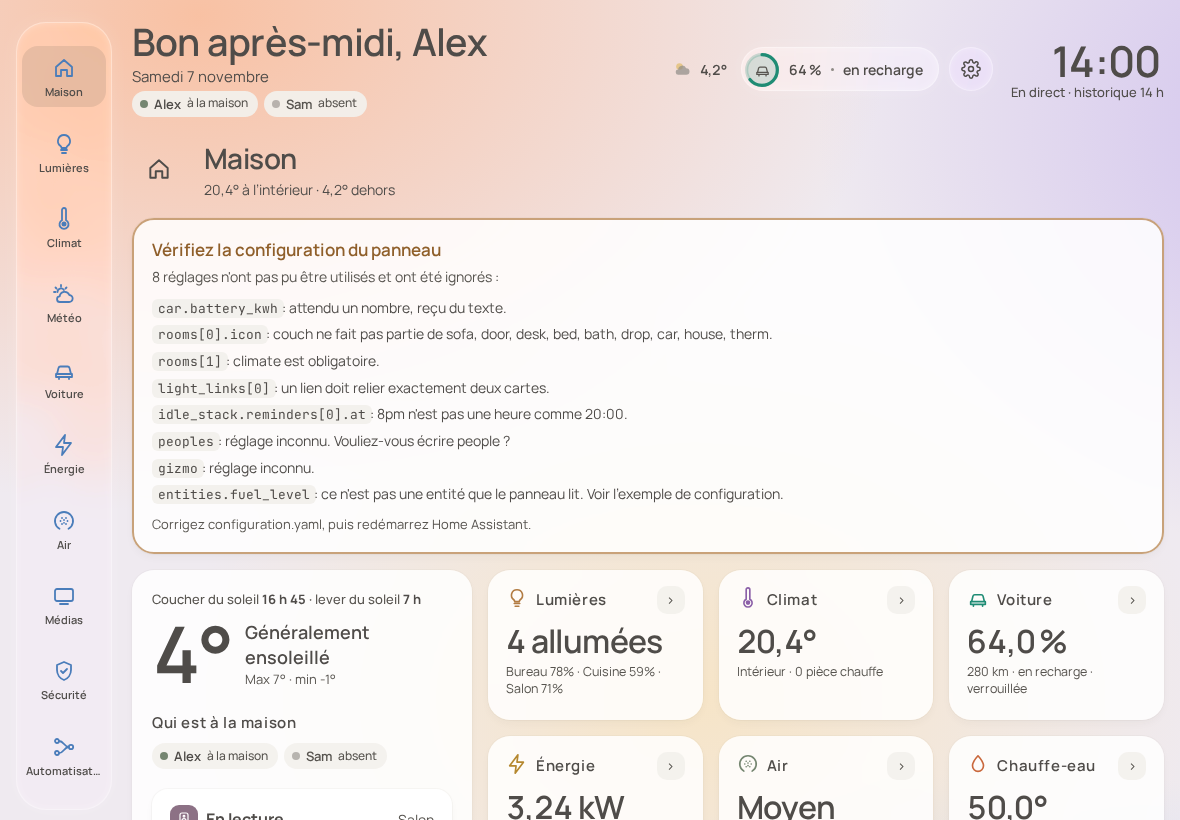 Bon après-midi, Alex
Samedi 7 novembre
Alex à la maison
Sam absent
4,2°
64 % · en recharge
14:00
En direct · historique 14 h
Maison
Lumières
Climat
Météo
Voiture
Énergie
Air
Médias
Sécurité
Automatisat…
Maison
20,4° à l'intérieur · 4,2° dehors
Vérifiez la configuration du panneau
8 réglages n'ont pas pu être utilisés et ont été ignorés :
car.battery_kwh : attendu un nombre, reçu du texte.
rooms[0].icon : couch ne fait pas partie de sofa, door, desk, bed, bath, drop, car, house, therm.
rooms[1] : climate est obligatoire.
light_links[0] : un lien doit relier exactement deux cartes.
idle_stack.reminders[0].at : 8pm n'est pas une heure comme 20:00.
peoples : réglage inconnu. Vouliez-vous écrire people ?
gizmo : réglage inconnu.
entities.fuel_level : ce n'est pas une entité que le panneau lit. Voir l'exemple de configuration.
Corrigez configuration.yaml, puis redémarrez Home Assistant.
Coucher du soleil 16 h 45 · lever du soleil 7 h
4°
Généralement
ensoleillé
Max 7° · min -1°
Qui est à la maison
Alex à la maison
Sam absent
En lecture
Salon
Lumières
4 allumées
Bureau 78% · Cuisine 59% ·
Salon 71%
Climat
20,4°
Intérieur · 0 pièce chauffe
Voiture
64,0 %
280 km · en recharge ·
verrouillée
Énergie
3,24 kW
Air
Moyen
Chauffe-eau
50,0°